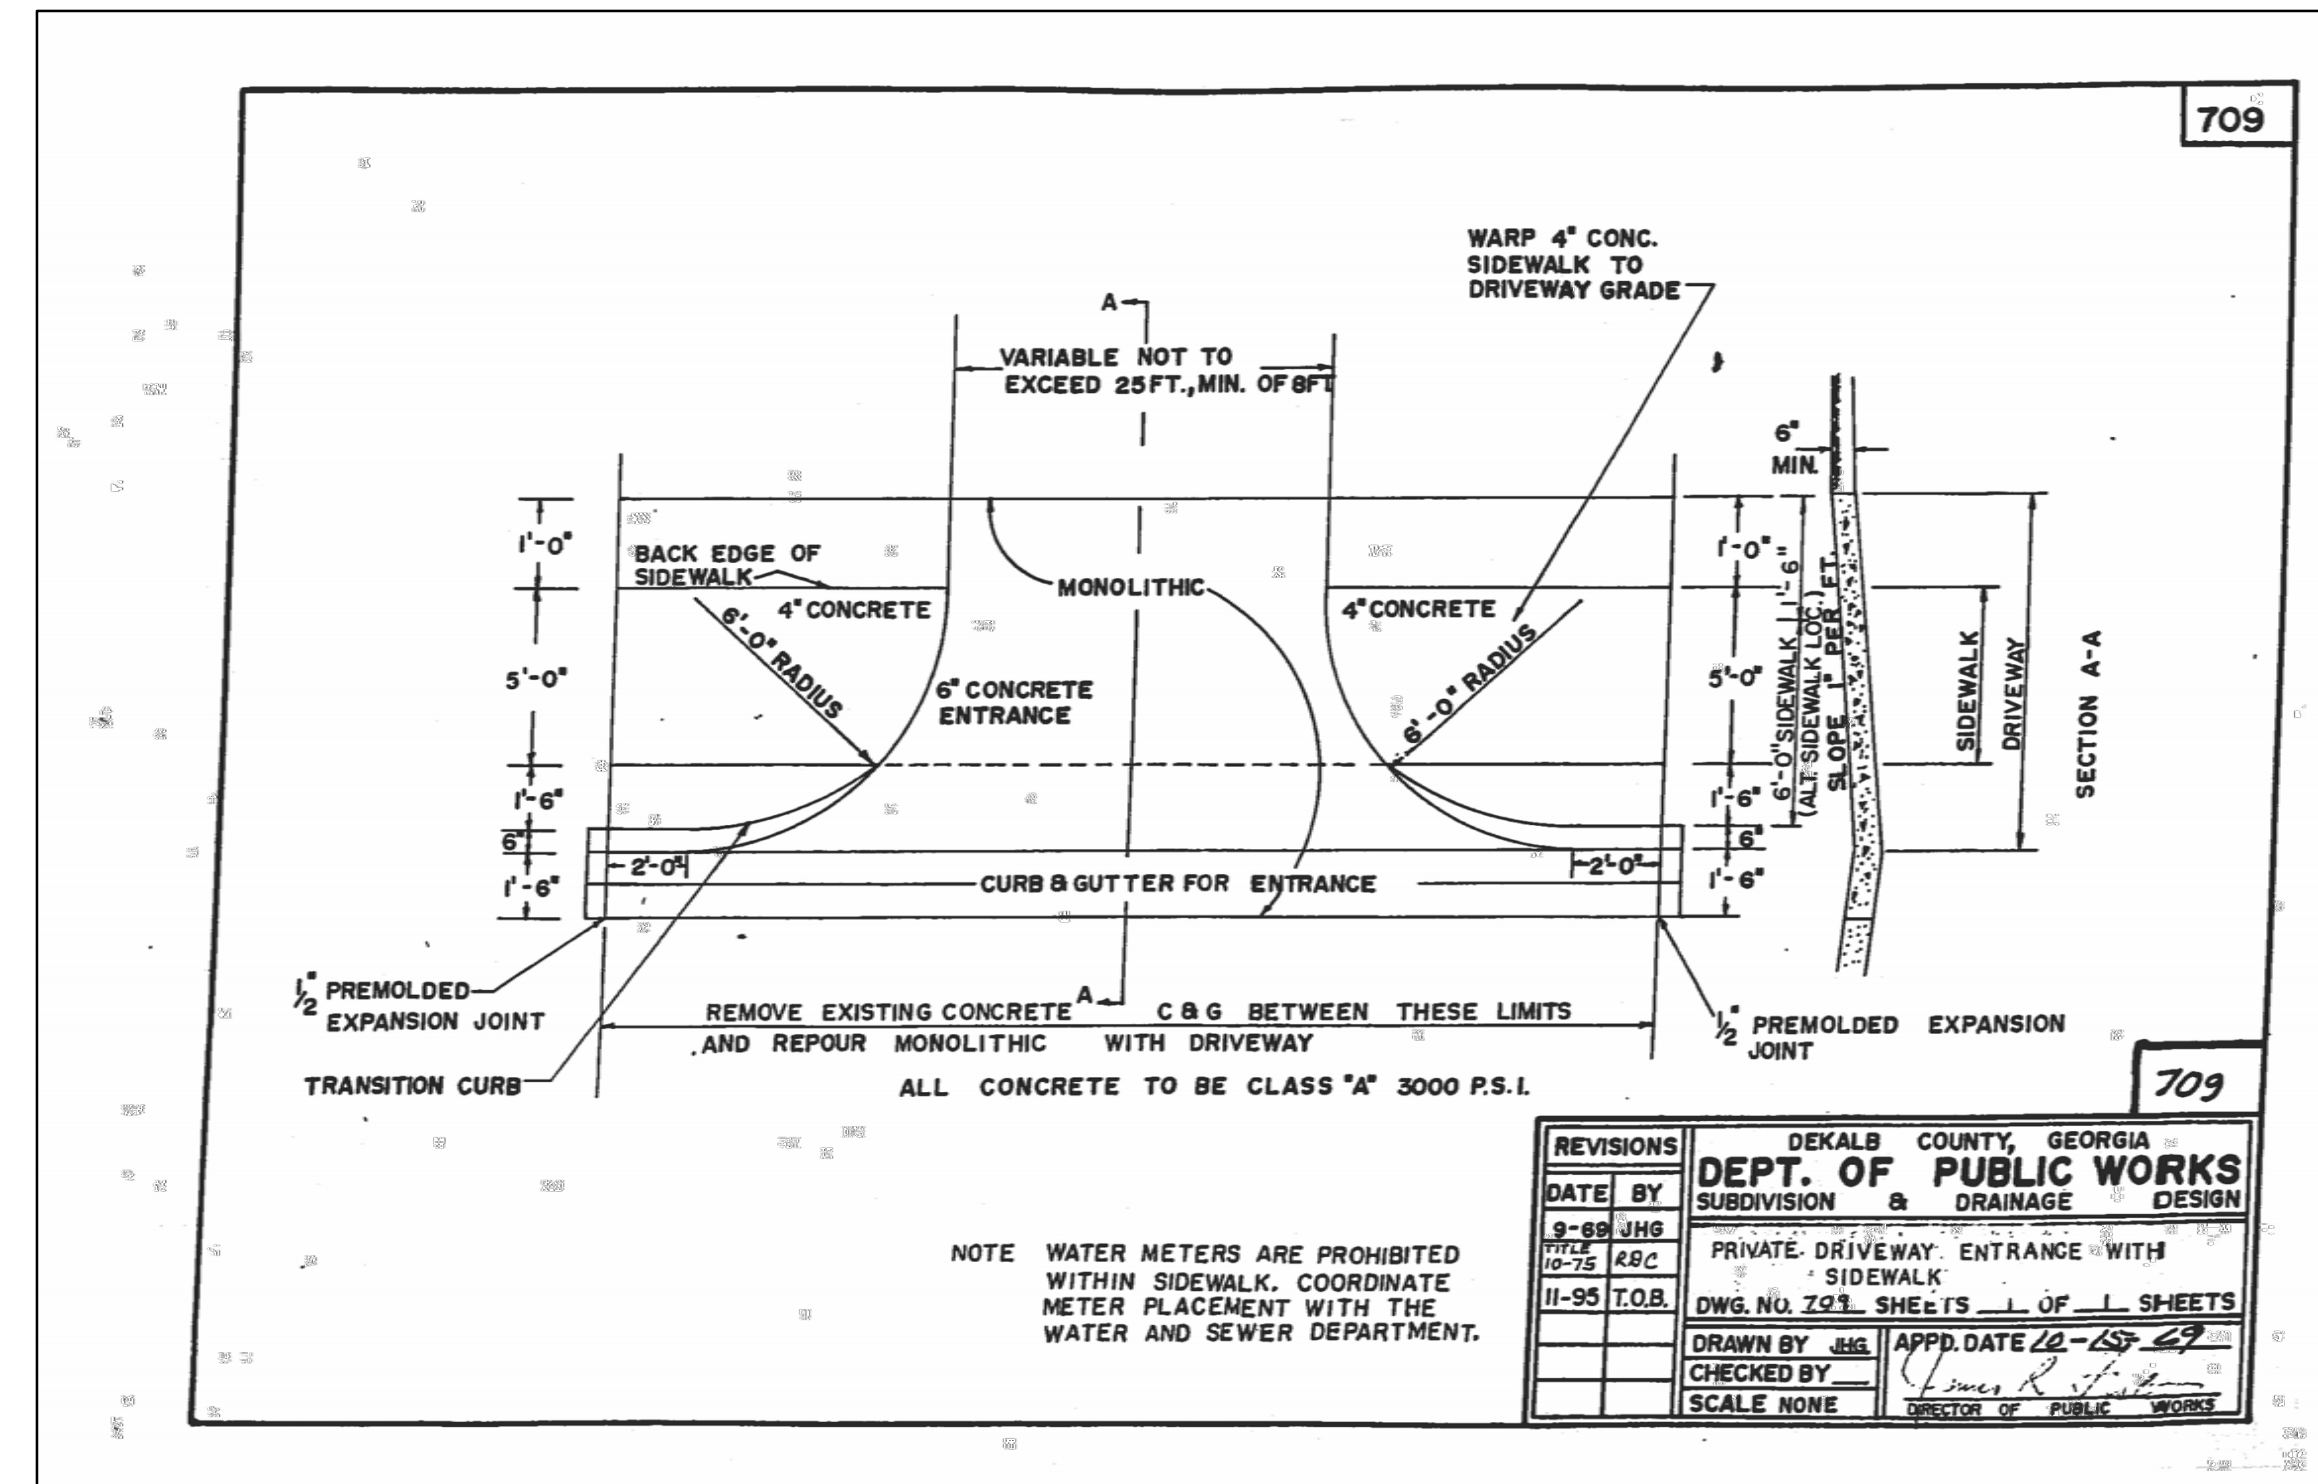 709
WARP 4" CONC.
SIDEWALK TO
DRIVEWAY GRADE
A
VARIABLE NOT TO
EXCEED 25FT., MIN. OF 8FT
6"
MIN.
1'-0"
BACK EDGE OF
SIDEWALK
4" CONCRETE
MONOLITHIC
4" CONCRETE
1'-0"
6'-0" RADIUS
6'-0" RADIUS
5'-0"
6" CONCRETE
ENTRANCE
5'-0"
6'-0" SIDEWALK 1'-6"
(ALT. SIDEWALK LOC.)
SLOPE 1" PER FT.
SIDEWALK
DRIVEWAY
SECTION A-A
1'-6"
1'-6"
6"
6"
2'-0"
2'-0"
1'-6"
CURB & GUTTER FOR ENTRANCE
1'-6"
1/2" PREMOLDED
EXPANSION JOINT
A
REMOVE EXISTING CONCRETE C & G BETWEEN THESE LIMITS
AND REPOUR MONOLITHIC WITH DRIVEWAY
1/2" PREMOLDED EXPANSION
JOINT
TRANSITION CURB
ALL CONCRETE TO BE CLASS "A" 3000 P.S.I.
709
NOTE WATER METERS ARE PROHIBITED
WITHIN SIDEWALK. COORDINATE
METER PLACEMENT WITH THE
WATER AND SEWER DEPARTMENT.
REVISIONS
DATE BY
9-69 JHG
TITLE
10-75 RBC
11-95 T.O.B.
DEKALB COUNTY, GEORGIA
DEPT. OF PUBLIC WORKS
SUBDIVISION & DRAINAGE DESIGN
PRIVATE DRIVEWAY ENTRANCE WITH
SIDEWALK
DWG. NO. 709 SHEETS 1 OF 1 SHEETS
DRAWN BY JHG
CHECKED BY
SCALE NONE
APPD. DATE 10-15-69
DIRECTOR OF PUBLIC WORKS